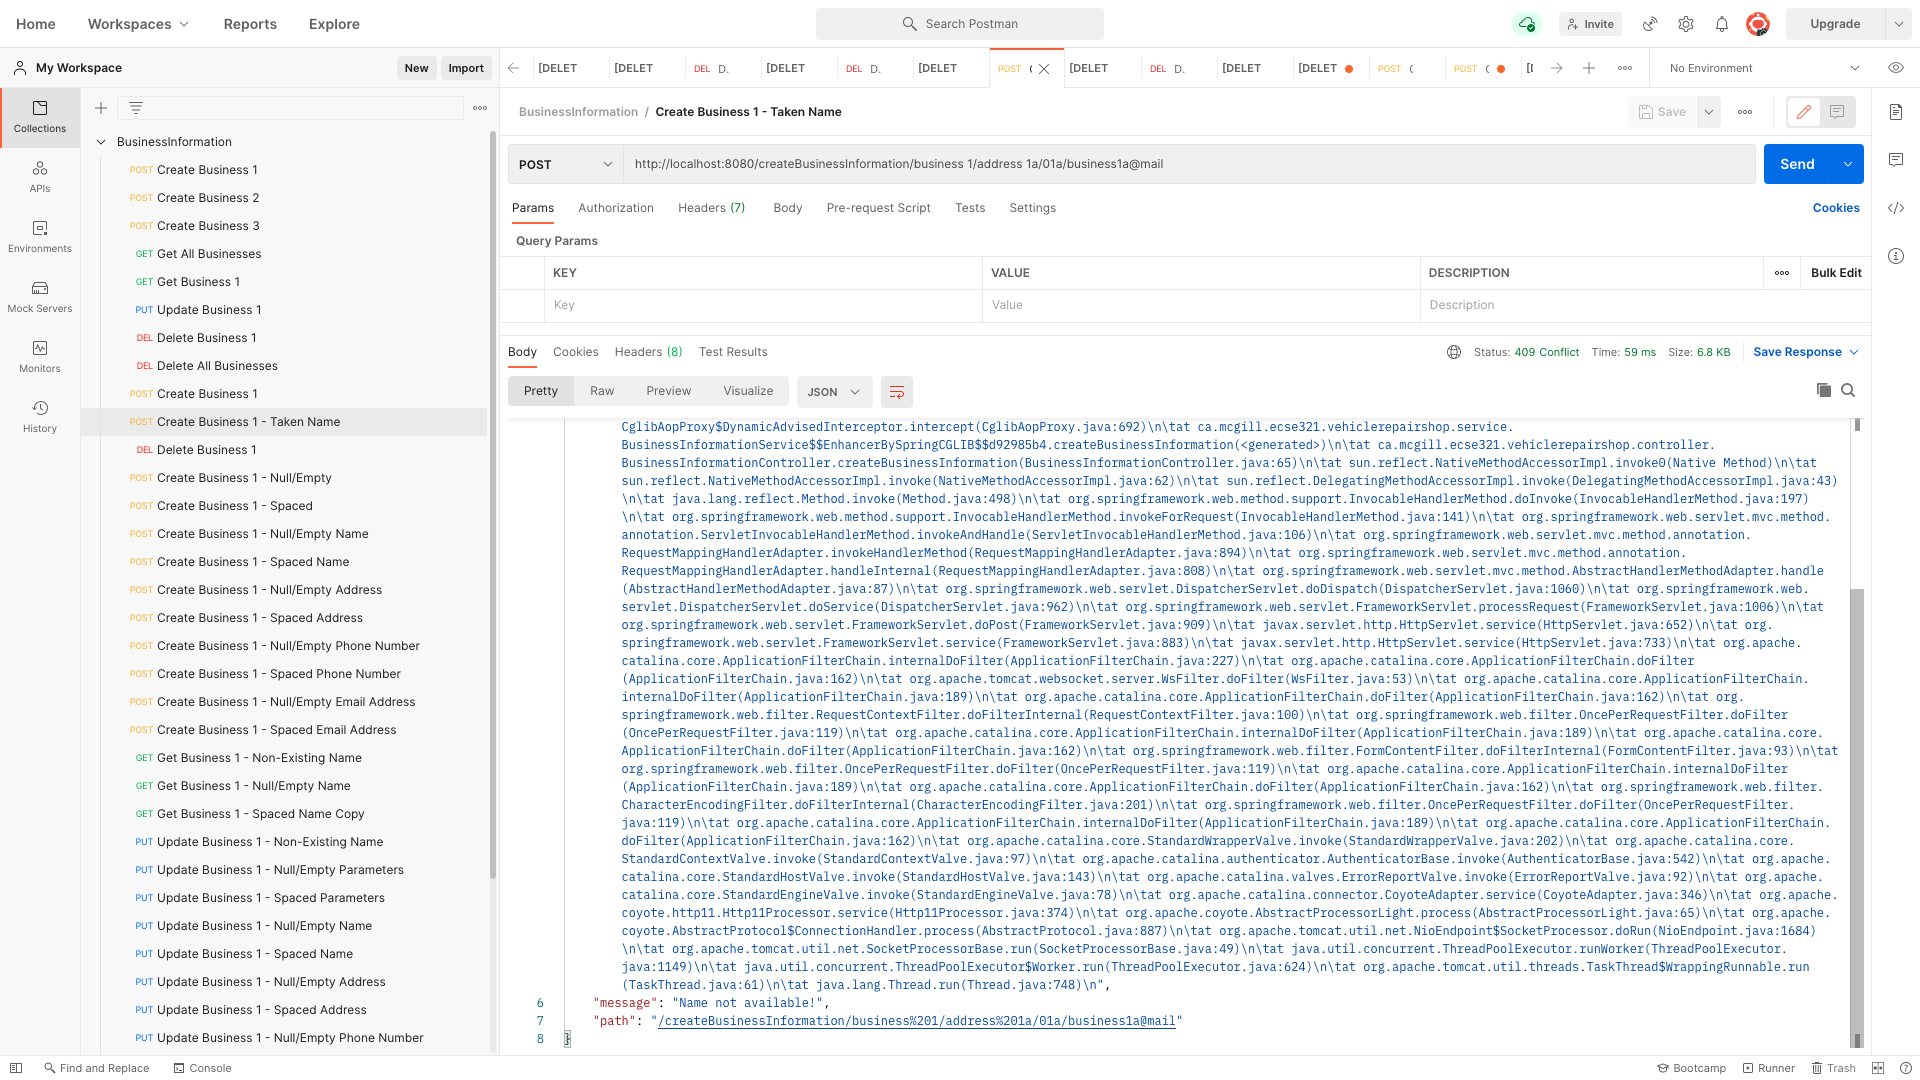 Home Workspaces Reports Explore Search Postman Invite Upgrade
My Workspace New Import
[DELET [DELET DEL D. [DELET DEL D. [DELET POST [DELET DEL D. [DELET [DELET POST POST No Environment
BusinessInformation / Create Business 1 - Taken Name Save
Collections
APIs
Environments
Mock Servers
Monitors
History
BusinessInformation
POST Create Business 1
POST Create Business 2
POST Create Business 3
GET Get All Businesses
GET Get Business 1
PUT Update Business 1
DEL Delete Business 1
DEL Delete All Businesses
POST Create Business 1
POST Create Business 1 - Taken Name
DEL Delete Business 1
POST Create Business 1 - Null/Empty
POST Create Business 1 - Spaced
POST Create Business 1 - Null/Empty Name
POST Create Business 1 - Spaced Name
POST Create Business 1 - Null/Empty Address
POST Create Business 1 - Spaced Address
POST Create Business 1 - Null/Empty Phone Number
POST Create Business 1 - Spaced Phone Number
POST Create Business 1 - Null/Empty Email Address
POST Create Business 1 - Spaced Email Address
GET Get Business 1 - Non-Existing Name
GET Get Business 1 - Null/Empty Name
GET Get Business 1 - Spaced Name Copy
PUT Update Business 1 - Non-Existing Name
PUT Update Business 1 - Null/Empty Parameters
PUT Update Business 1 - Spaced Parameters
PUT Update Business 1 - Null/Empty Name
PUT Update Business 1 - Spaced Name
PUT Update Business 1 - Null/Empty Address
PUT Update Business 1 - Spaced Address
PUT Update Business 1 - Null/Empty Phone Number
POST http://localhost:8080/createBusinessInformation/business 1/address 1a/01a/business1a@mail Send
Params Authorization Headers (7) Body Pre-request Script Tests Settings Cookies
Query Params
KEY VALUE DESCRIPTION Bulk Edit
Key Value Description
Body Cookies Headers (8) Test Results Status: 409 Conflict Time: 59 ms Size: 6.8 KB Save Response
Pretty Raw Preview Visualize JSON
CglibAopProxy$DynamicAdvisedInterceptor.intercept(CglibAopProxy.java:692)\n\tat ca.mcgill.ecse321.vehiclerepairshop.service.
BusinessInformationService$$EnhancerBySpringCGLIB$$d92985b4.createBusinessInformation(<generated>)\n\tat ca.mcgill.ecse321.vehiclerepairshop.controller.
BusinessInformationController.createBusinessInformation(BusinessInformationController.java:65)\n\tat sun.reflect.NativeMethodAccessorImpl.invoke0(Native Method)\n\tat
sun.reflect.NativeMethodAccessorImpl.invoke(NativeMethodAccessorImpl.java:62)\n\tat sun.reflect.DelegatingMethodAccessorImpl.invoke(DelegatingMethodAccessorImpl.java:43)
\n\tat java.lang.reflect.Method.invoke(Method.java:498)\n\tat org.springframework.web.method.support.InvocableHandlerMethod.doInvoke(InvocableHandlerMethod.java:197)
\n\tat org.springframework.web.method.support.InvocableHandlerMethod.invokeForRequest(InvocableHandlerMethod.java:141)\n\tat org.springframework.web.servlet.mvc.method.
annotation.ServletInvocableHandlerMethod.invokeAndHandle(ServletInvocableHandlerMethod.java:106)\n\tat org.springframework.web.servlet.mvc.method.annotation.
RequestMappingHandlerAdapter.invokeHandlerMethod(RequestMappingHandlerAdapter.java:894)\n\tat org.springframework.web.servlet.mvc.method.annotation.
RequestMappingHandlerAdapter.handleInternal(RequestMappingHandlerAdapter.java:808)\n\tat org.springframework.web.servlet.mvc.method.AbstractHandlerMethodAdapter.handle
(AbstractHandlerMethodAdapter.java:87)\n\tat org.springframework.web.servlet.DispatcherServlet.doDispatch(DispatcherServlet.java:1060)\n\tat org.springframework.web.
servlet.DispatcherServlet.doService(DispatcherServlet.java:962)\n\tat org.springframework.web.servlet.FrameworkServlet.processRequest(FrameworkServlet.java:1006)\n\tat
org.springframework.web.servlet.FrameworkServlet.doPost(FrameworkServlet.java:909)\n\tat javax.servlet.http.HttpServlet.service(HttpServlet.java:652)\n\tat org.
springframework.web.servlet.FrameworkServlet.service(FrameworkServlet.java:883)\n\tat javax.servlet.http.HttpServlet.service(HttpServlet.java:733)\n\tat org.apache.
catalina.core.ApplicationFilterChain.internalDoFilter(ApplicationFilterChain.java:227)\n\tat org.apache.catalina.core.ApplicationFilterChain.doFilter
(ApplicationFilterChain.java:162)\n\tat org.apache.tomcat.websocket.server.WsFilter.doFilter(WsFilter.java:53)\n\tat org.apache.catalina.core.ApplicationFilterChain.
internalDoFilter(ApplicationFilterChain.java:189)\n\tat org.apache.catalina.core.ApplicationFilterChain.doFilter(ApplicationFilterChain.java:162)\n\tat org.
springframework.web.filter.RequestContextFilter.doFilterInternal(RequestContextFilter.java:100)\n\tat org.springframework.web.filter.OncePerRequestFilter.doFilter
(OncePerRequestFilter.java:119)\n\tat org.apache.catalina.core.ApplicationFilterChain.internalDoFilter(ApplicationFilterChain.java:189)\n\tat org.apache.catalina.core.
ApplicationFilterChain.doFilter(ApplicationFilterChain.java:162)\n\tat org.springframework.web.filter.FormContentFilter.doFilterInternal(FormContentFilter.java:93)\n\tat
org.springframework.web.filter.OncePerRequestFilter.doFilter(OncePerRequestFilter.java:119)\n\tat org.apache.catalina.core.ApplicationFilterChain.internalDoFilter
(ApplicationFilterChain.java:189)\n\tat org.apache.catalina.core.ApplicationFilterChain.doFilter(ApplicationFilterChain.java:162)\n\tat org.springframework.web.filter.
CharacterEncodingFilter.doFilterInternal(CharacterEncodingFilter.java:201)\n\tat org.springframework.web.filter.OncePerRequestFilter.doFilter(OncePerRequestFilter.
java:119)\n\tat org.apache.catalina.core.ApplicationFilterChain.internalDoFilter(ApplicationFilterChain.java:189)\n\tat org.apache.catalina.core.ApplicationFilterChain.
doFilter(ApplicationFilterChain.java:162)\n\tat org.apache.catalina.core.StandardWrapperValve.invoke(StandardWrapperValve.java:202)\n\tat org.apache.catalina.core.
StandardContextValve.invoke(StandardContextValve.java:97)\n\tat org.apache.catalina.authenticator.AuthenticatorBase.invoke(AuthenticatorBase.java:542)\n\tat org.apache.
catalina.core.StandardHostValve.invoke(StandardHostValve.java:143)\n\tat org.apache.catalina.valves.ErrorReportValve.invoke(ErrorReportValve.java:92)\n\tat org.apache.
catalina.core.StandardEngineValve.invoke(StandardEngineValve.java:78)\n\tat org.apache.catalina.connector.CoyoteAdapter.service(CoyoteAdapter.java:346)\n\tat org.apache.
coyote.http11.Http11Processor.service(Http11Processor.java:374)\n\tat org.apache.coyote.AbstractProcessorLight.process(AbstractProcessorLight.java:65)\n\tat org.apache.
coyote.AbstractProtocol$ConnectionHandler.process(AbstractProtocol.java:887)\n\tat org.apache.tomcat.util.net.NioEndpoint$SocketProcessor.doRun(NioEndpoint.java:1684)
\n\tat org.apache.tomcat.util.net.SocketProcessorBase.run(SocketProcessorBase.java:49)\n\tat java.util.concurrent.ThreadPoolExecutor.runWorker(ThreadPoolExecutor.
java:1149)\n\tat java.util.concurrent.ThreadPoolExecutor$Worker.run(ThreadPoolExecutor.java:624)\n\tat org.apache.tomcat.util.threads.TaskThread$WrappingRunnable.run
(TaskThread.java:61)\n\tat java.lang.Thread.run(Thread.java:748)\n",
6 "message": "Name not available!",
7 "path": "/createBusinessInformation/business%201/address%201a/01a/business1a@mail"
8 }
Find and Replace Console Bootcamp Runner Trash